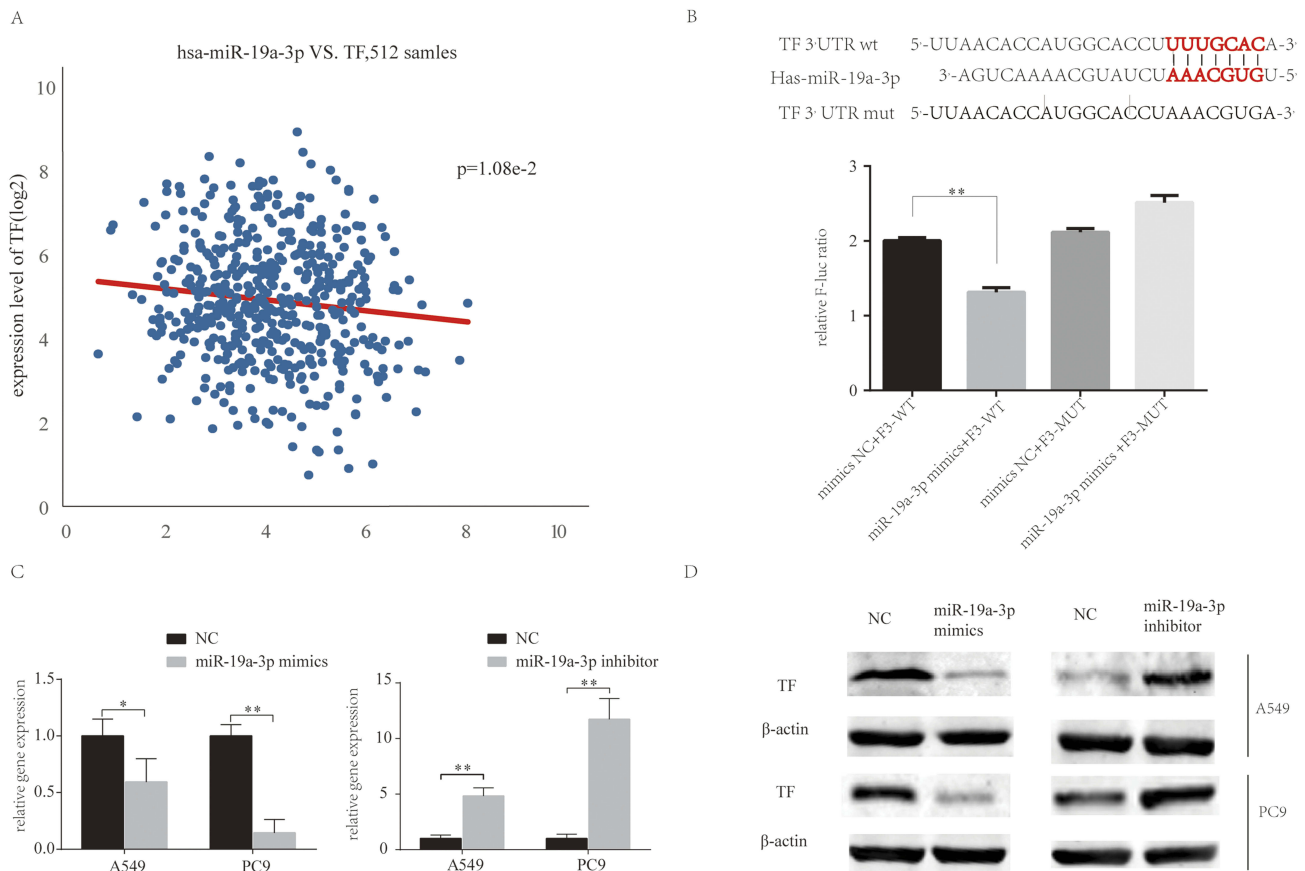 A
hsa-miR-19a-3p VS. TF,512 samles
p=1.08e-2
expression level of TF(log2)
10
8
6
4
2
0
0 2 4 6 8 10
B
TF 3'UTR wt 5'-UUAACACCAUGGCACCUUUUGCACA-3'
Has-miR-19a-3p 3'-AGUCAAAACGUAUCUAAACGUGU-5'
TF 3' UTR mut 5'-UUAACACCAUGGCACCUAAACGUGA-3'
relative F-luc ratio
3
2
1
0
**
mimics NC+F3-WT
miR-19a-3p mimics+F3-WT
mimics NC+F3-MUT
miR-19a-3p mimics +F3-MUT
C
NC
miR-19a-3p mimics
relative gene expression
1.5
1.0
0.5
0.0
*
**
A549 PC9
NC
miR-19a-3p inhibitor
relative gene expression
15
10
5
0
**
**
A549 PC9
D
NC miR-19a-3p mimics NC miR-19a-3p inhibitor
TF
β-actin
A549
TF
β-actin
PC9